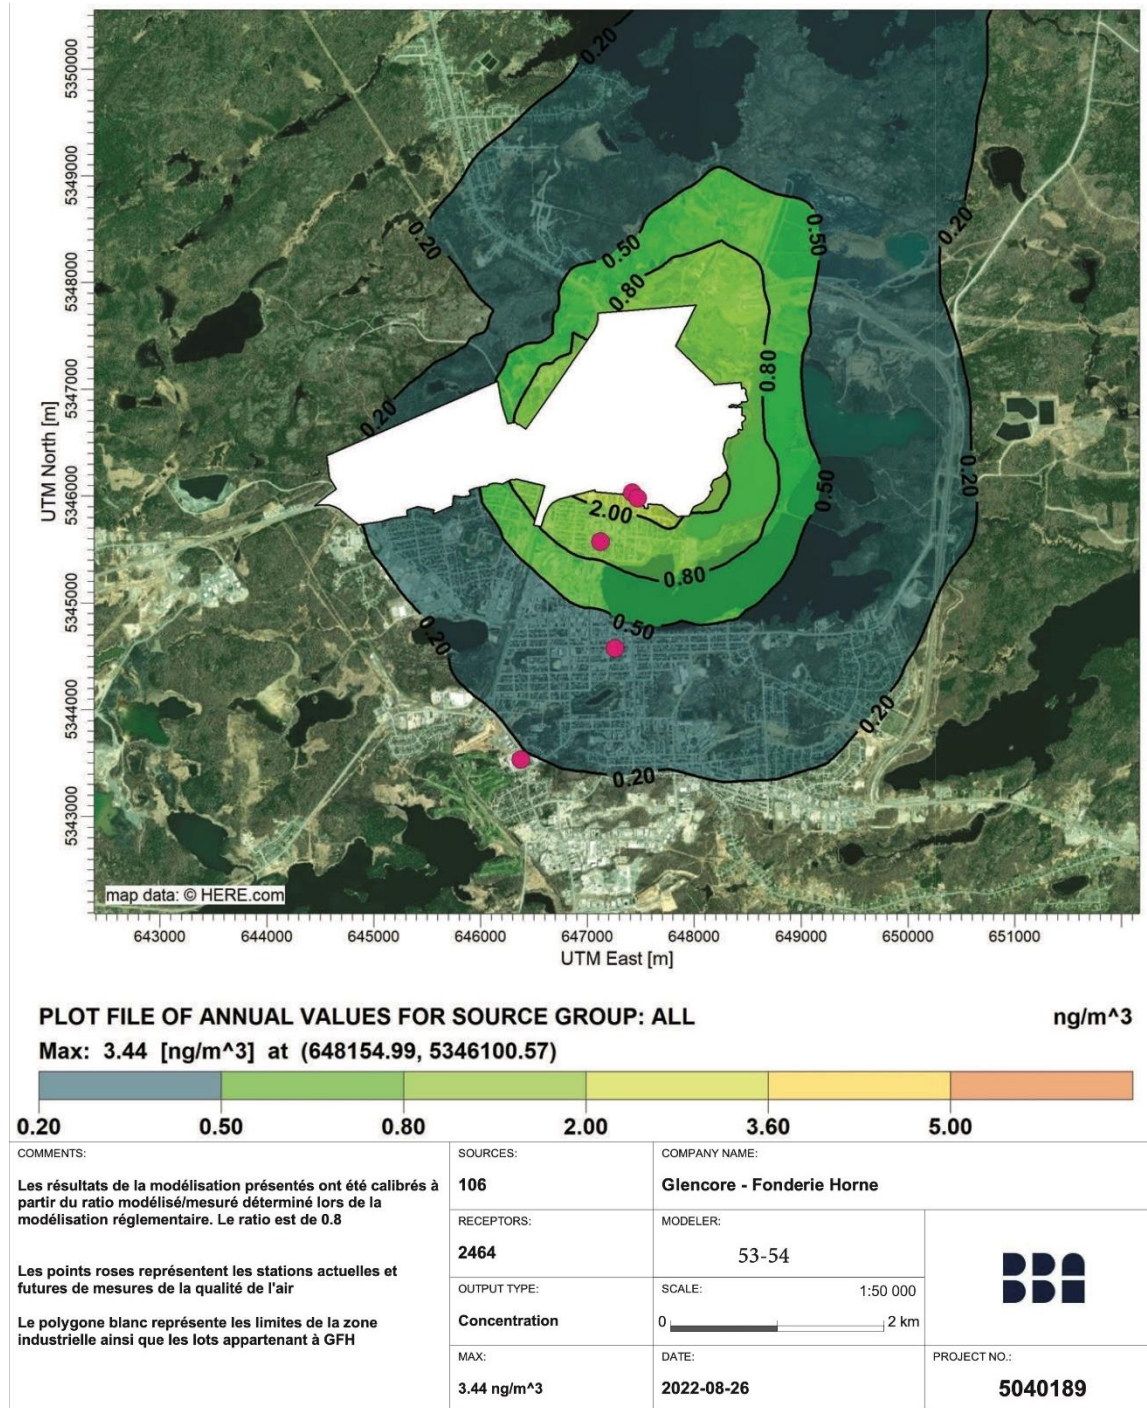 5350000
5349000
5348000
5347000
5346000
5345000
5344000
5343000
UTM North [m]
0.20
0.20
0.20
0.50
0.50
0.80
0.80
0.20
0.20
0.50
2.00
0.80
0.50
0.20
0.20
0.20
map data: © HERE.com
643000 644000 645000 646000 647000 648000 649000 650000 651000
UTM East [m]
PLOT FILE OF ANNUAL VALUES FOR SOURCE GROUP: ALL ng/m^3
Max: 3.44 [ng/m^3] at (648154.99, 5346100.57)
0.20 0.50 0.80 2.00 3.60 5.00
COMMENTS:
Les résultats de la modélisation présentés ont été calibrés à
partir du ratio modélisé/mesuré déterminé lors de la
modélisation réglementaire. Le ratio est de 0.8
Les points roses représentent les stations actuelles et
futures de mesures de la qualité de l'air
Le polygone blanc représente les limites de la zone
industrielle ainsi que les lots appartenant à GFH
SOURCES:
106
COMPANY NAME:
Glencore - Fonderie Horne
RECEPTORS:
2464
MODELER:
53-54
OUTPUT TYPE:
Concentration
SCALE: 1:50 000
0 2 km
MAX:
3.44 ng/m^3
DATE:
2022-08-26
PROJECT NO.:
5040189
BBA